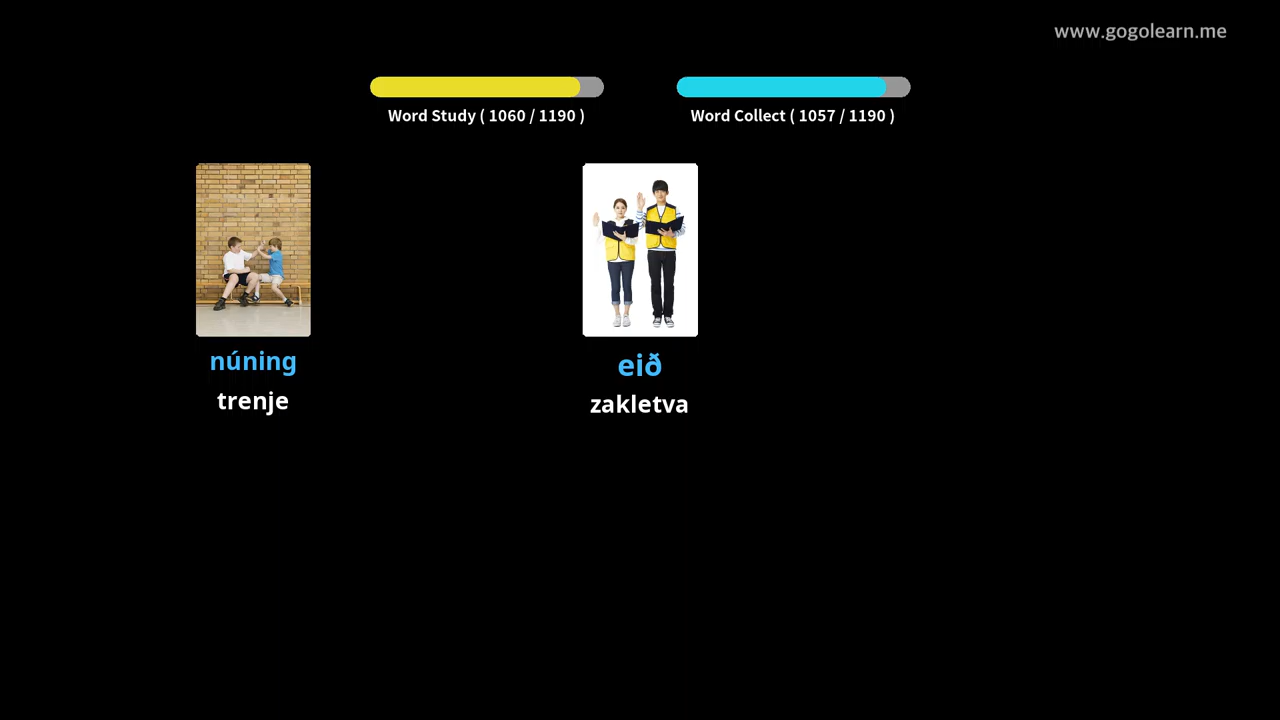 www.gogolearn.me
Word Study ( 1060 / 1190 )
Word Collect ( 1057 / 1190 )
núning
trenje
eið
zakletva